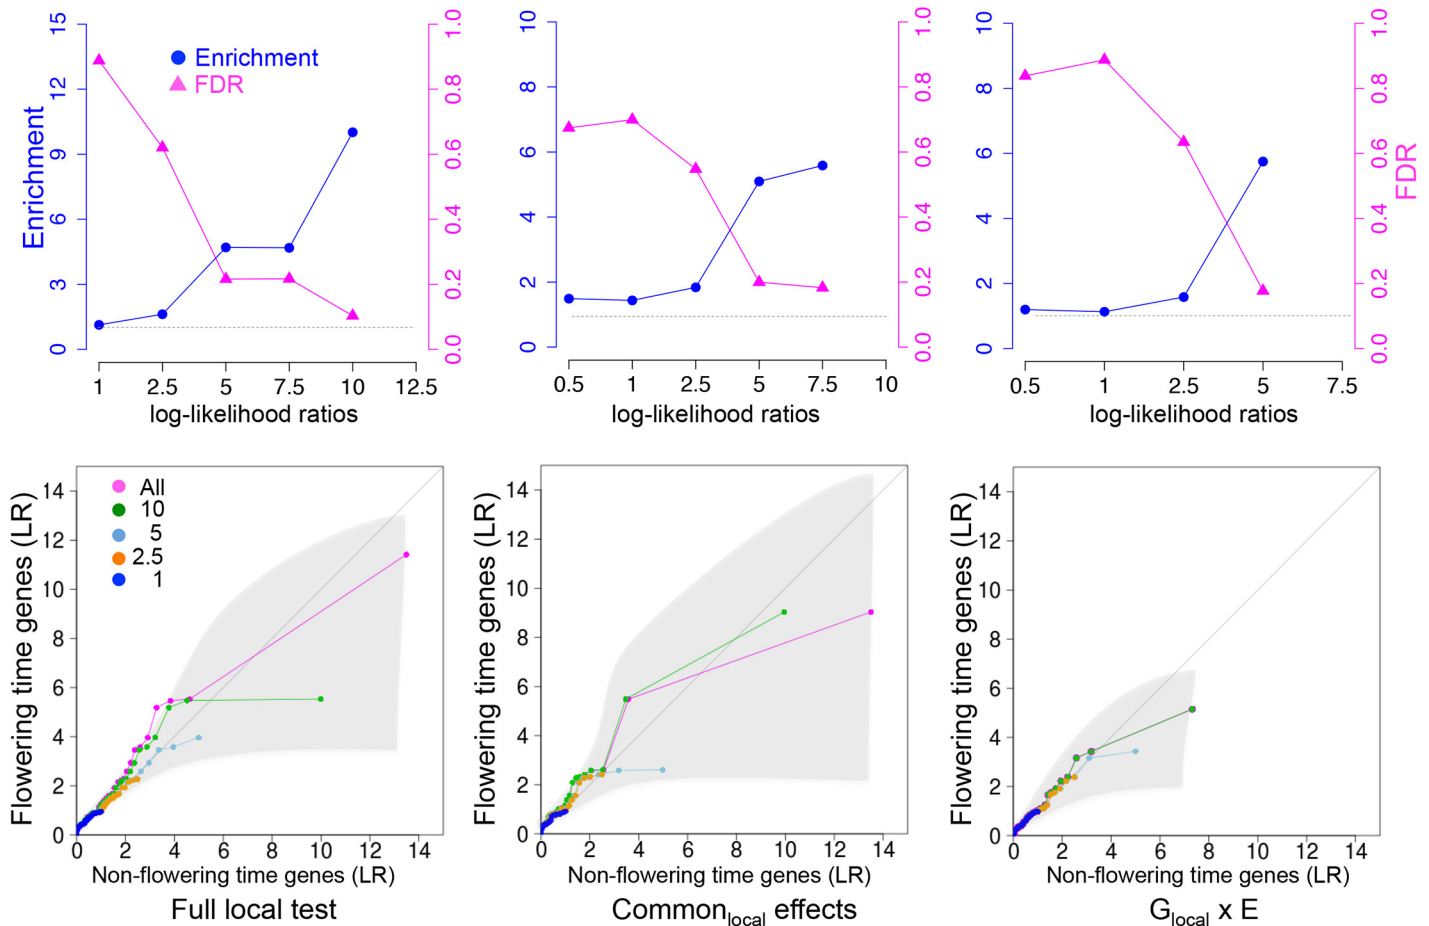 Enrichment
15
12
9
6
3
0
Enrichment
FDR
1.0
0.8
0.6
0.4
0.2
0.0
1 2.5 5 7.5 10 12.5
log-likelihood ratios
10
8
6
4
2
0
1.0
0.8
0.6
0.4
0.2
0.0
0.5 1 2.5 5 7.5 10
log-likelihood ratios
10
8
6
4
2
0
1.0
0.8
0.6
0.4
0.2
0.0
FDR
0.5 1 2.5 5 7.5
log-likelihood ratios
Flowering time genes (LR)
14
12
10
8
6
4
2
0
All
10
5
2.5
1
0 2 4 6 8 10 12 14
Non-flowering time genes (LR)
Full local test
Flowering time genes (LR)
14
12
10
8
6
4
2
0
0 2 4 6 8 10 12 14
Non-flowering time genes (LR)
Commonlocal effects
Flowering time genes (LR)
14
12
10
8
6
4
2
0
0 2 4 6 8 10 12 14
Non-flowering time genes (LR)
Glocal x E